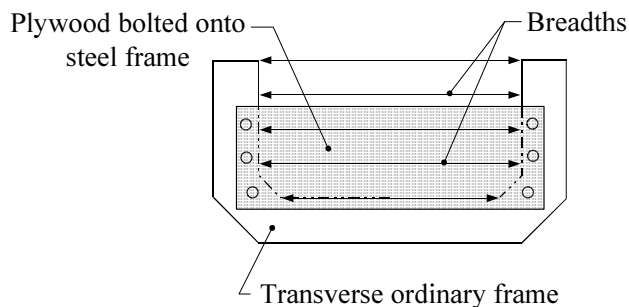 Plywood bolted onto
steel frame
Breadths
Transverse ordinary frame